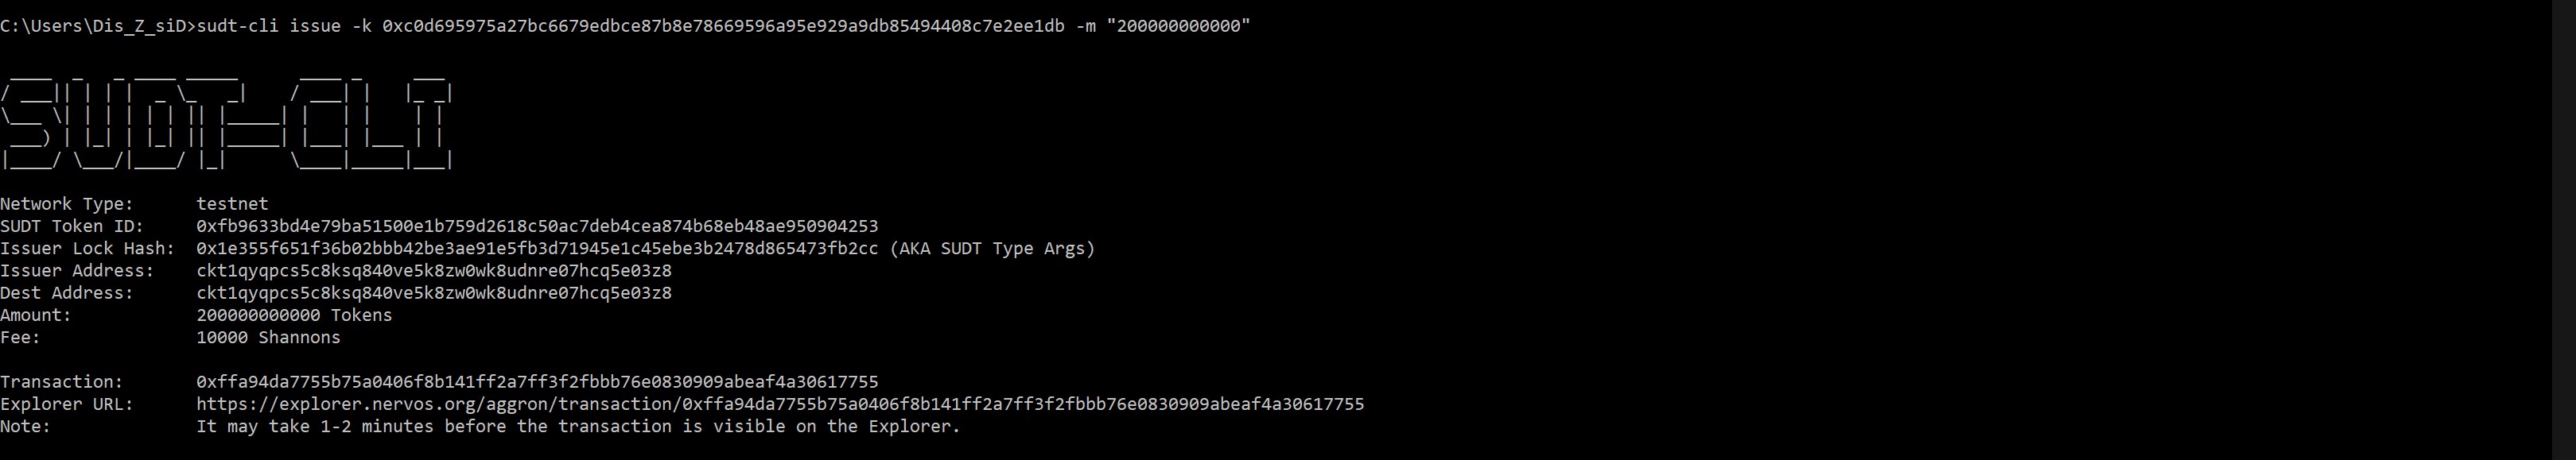 C:\Users\Dis_Z_siD>sudt-cli issue -k 0xc0d695975a27bc6679edbce87b8e78669596a95e929a9db85494408c7e2ee1db -m "200000000000"
SUDT-CLI
Network Type: testnet
SUDT Token ID: 0xfb9633bd4e79ba51500e1b759d2618c50ac7deb4cea874b68eb48ae950904253
Issuer Lock Hash: 0x1e355f651f36b02bbb42be3ae91e5fb3d71945e1c45ebe3b2478d865473fb2cc (AKA SUDT Type Args)
Issuer Address: ckt1qyqpcs5c8ksq840ve5k8zw0wk8udnre07hcq5e03z8
Dest Address: ckt1qyqpcs5c8ksq840ve5k8zw0wk8udnre07hcq5e03z8
Amount: 200000000000 Tokens
Fee: 10000 Shannons
Transaction: 0xffa94da7755b75a0406f8b141ff2a7ff3f2fbbb76e0830909abeaf4a30617755
Explorer URL: https://explorer.nervos.org/aggron/transaction/0xffa94da7755b75a0406f8b141ff2a7ff3f2fbbb76e0830909abeaf4a30617755
Note: It may take 1-2 minutes before the transaction is visible on the Explorer.